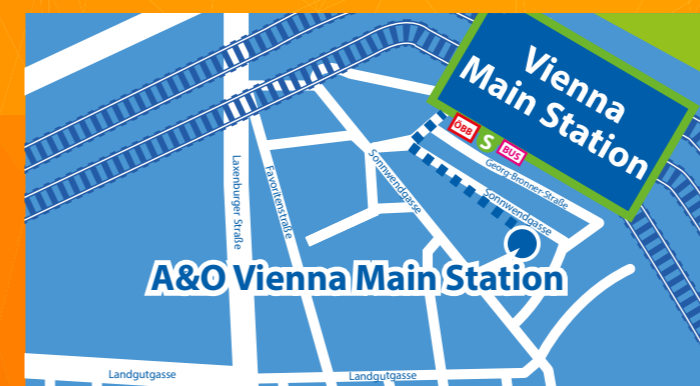 Vienna
Main Station
ÖBB
S
BUS
Georg-Bronner-Straße
Sonnwendgasse
Sonnwendgasse
Laxenburger Straße
Favoritenstraße
A&O Vienna Main Station
Landgutgasse
Landgutgasse